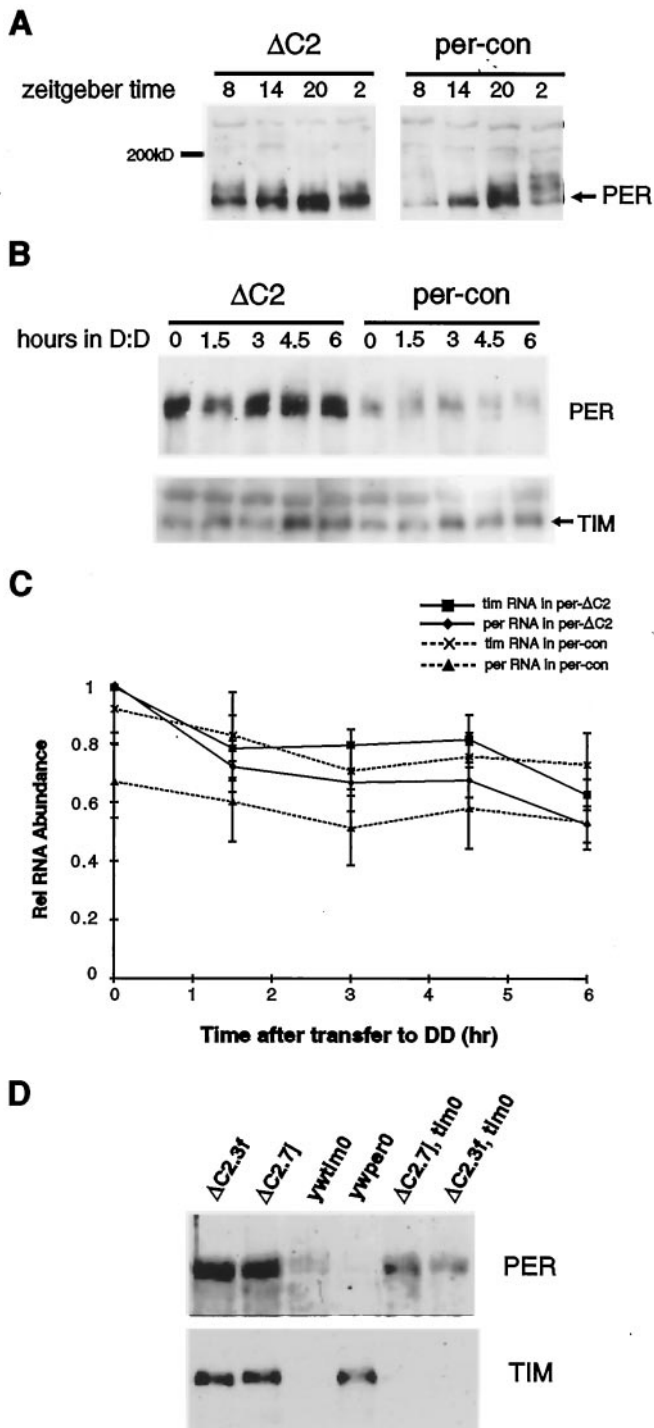 A
ΔC2 per-con
zeitgeber time 8 14 20 2 8 14 20 2
200kD
PER
B
ΔC2 per-con
hours in D:D 0 1.5 3 4.5 6 0 1.5 3 4.5 6
PER
TIM
C
tim RNA in per-ΔC2
per RNA in per-ΔC2
tim RNA in per-con
per RNA in per-con
Rel RNA Abundance
1
0.8
0.6
0.4
0.2
0
0 1 2 3 4 5 6
Time after transfer to DD (hr)
D
ΔC2.3f ΔC2.7j ywtim0 ywper0 ΔC2.7j, tim0 ΔC2.3f, tim0
PER
TIM